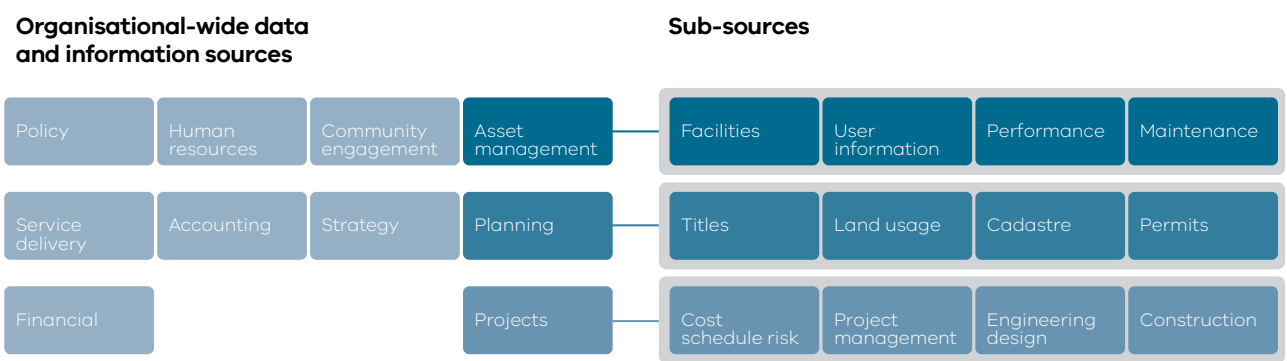 Organisational-wide data
and information sources
Sub-sources
Policy
Human
resources
Community
engagement
Asset
management
Facilities
User
information
Performance
Maintenance
Service
delivery
Accounting
Strategy
Planning
Titles
Land usage
Cadastre
Permits
Financial
Projects
Cost
schedule risk
Project
management
Engineering
design
Construction